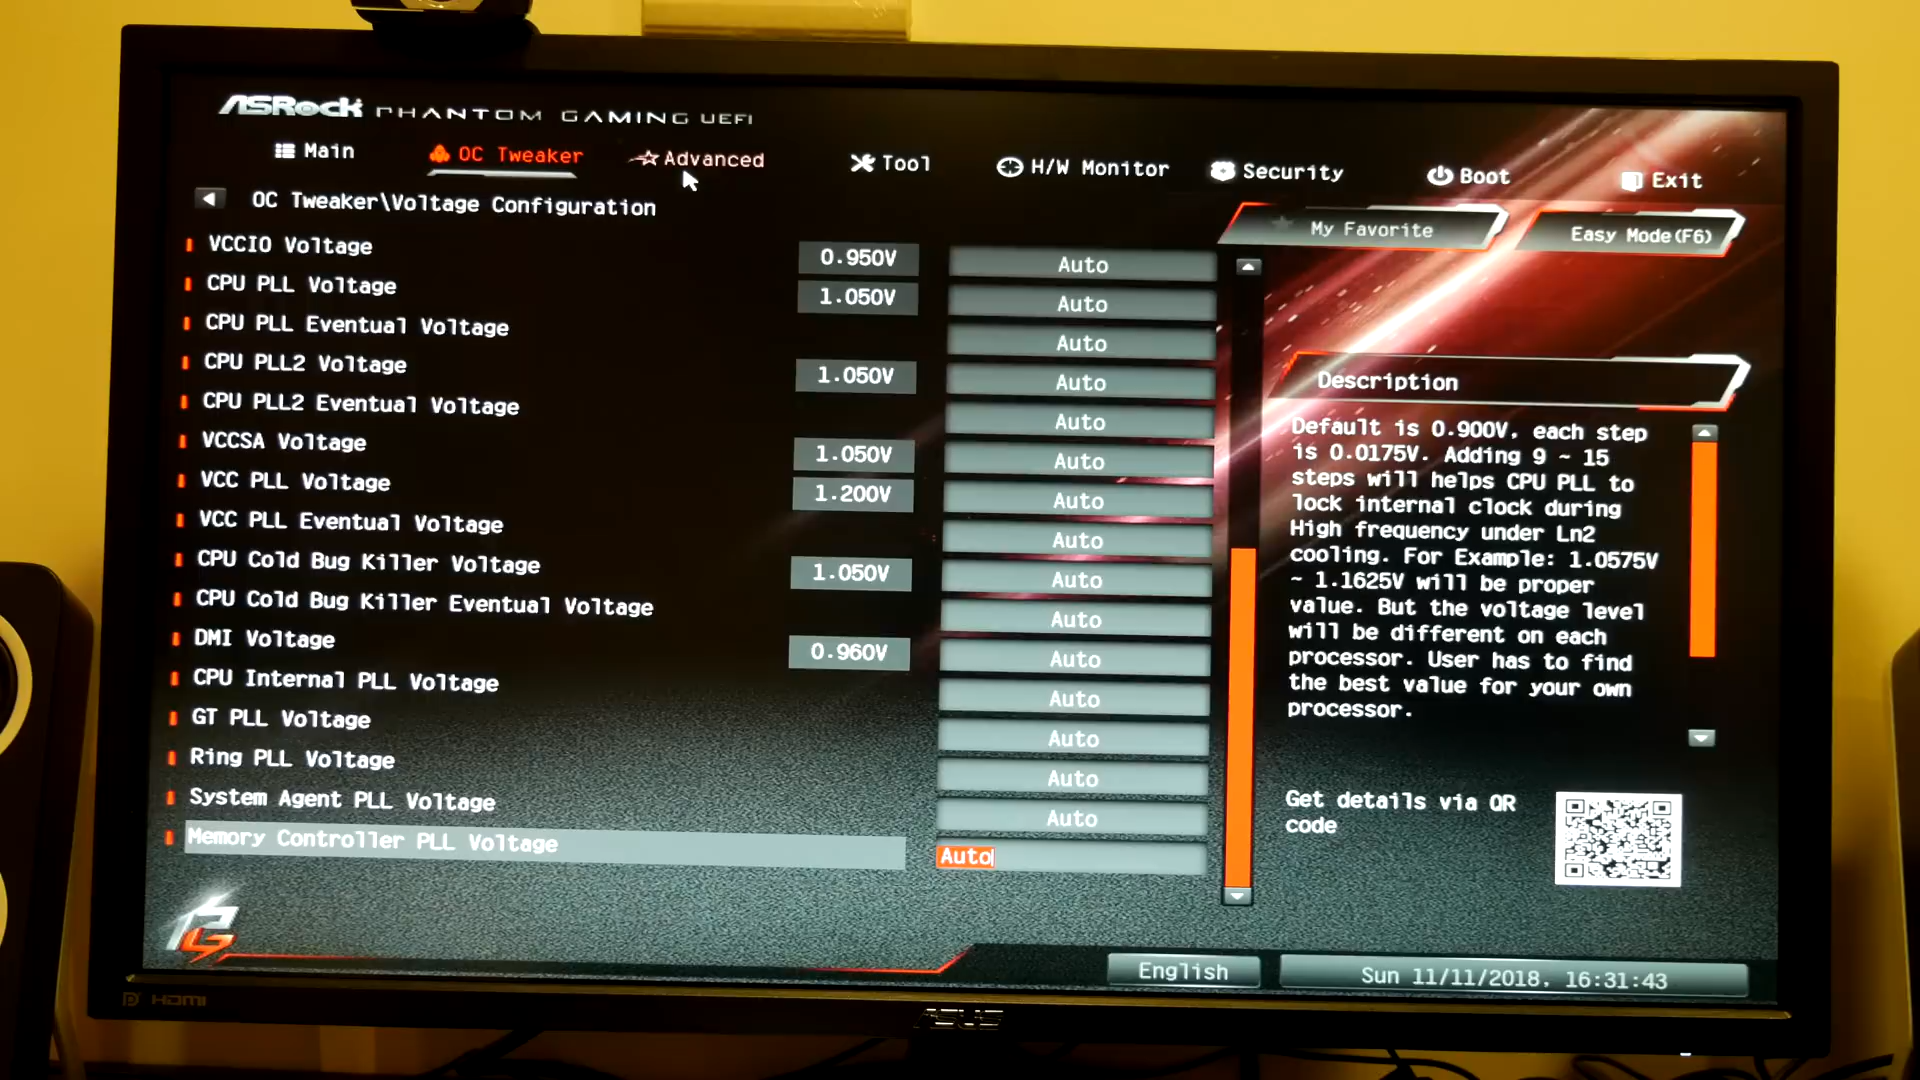 ASRock PHANTOM GAMING UEFI
Main
OC Tweaker
Advanced
Tool
H/W Monitor
Security
Boot
Exit
OC Tweaker\Voltage Configuration
My Favorite
Easy Mode(F6)
VCCIO Voltage 0.950V Auto
CPU PLL Voltage 1.050V Auto
CPU PLL Eventual Voltage Auto
CPU PLL2 Voltage 1.050V Auto
CPU PLL2 Eventual Voltage Auto
VCCSA Voltage 1.050V Auto
VCC PLL Voltage 1.200V Auto
VCC PLL Eventual Voltage Auto
CPU Cold Bug Killer Voltage 1.050V Auto
CPU Cold Bug Killer Eventual Voltage Auto
DMI Voltage 0.960V Auto
CPU Internal PLL Voltage Auto
GT PLL Voltage Auto
Ring PLL Voltage Auto
System Agent PLL Voltage Auto
Memory Controller PLL Voltage Auto
Description
Default is 0.900V, each step
is 0.0175V. Adding 9 ~ 15
steps will helps CPU PLL to
lock internal clock during
High frequency under Ln2
cooling. For Example: 1.0575V
~ 1.1625V will be proper
value. But the voltage level
will be different on each
processor. User has to find
the best value for your own
processor.
Get details via QR
code
English
Sun 11/11/2018, 16:31:43
HDMI
ASUS